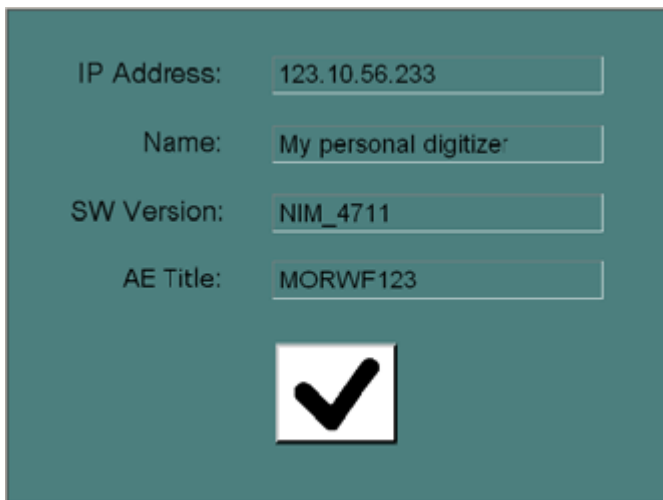 IP Address: 123.10.56.233
Name: My personal digitizer
SW Version: NIM_4711
AE Title: MORWF123